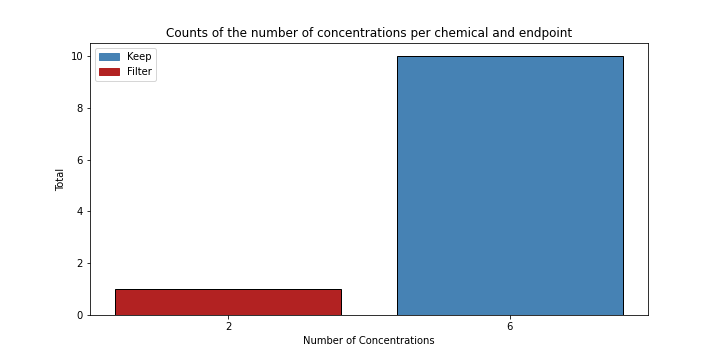 Counts of the number of concentrations per chemical and endpoint
Keep
Filter
10
8
6
4
2
0
Total
2
6
Number of Concentrations